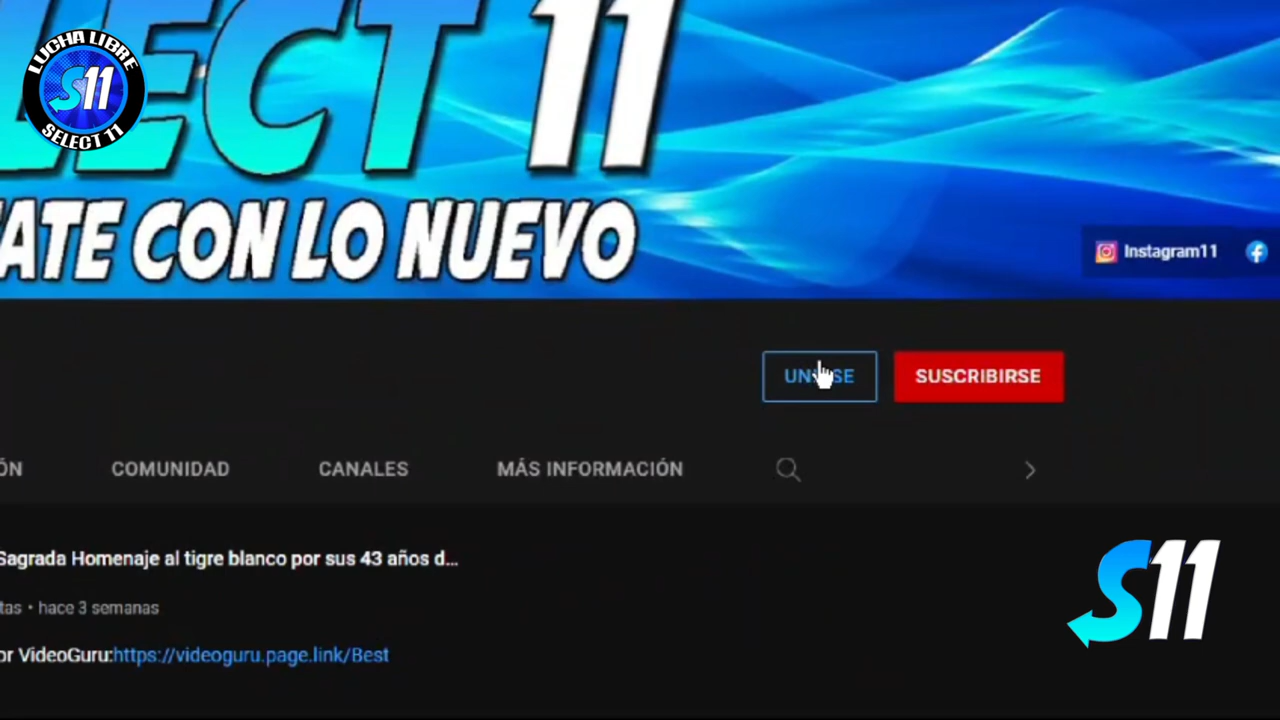 LECT 11
LUCHA LIBRE
S11
SELECT 11
ATE CON LO NUEVO
Instagram11
SUSCRIBIRSE
ÓN COMUNIDAD CANALES MÁS INFORMACIÓN
Sagrada Homenaje al tigre blanco por sus 43 años d...
tas • hace 3 semanas
or VideoGuru:https://videoguru.page.link/Best
S11